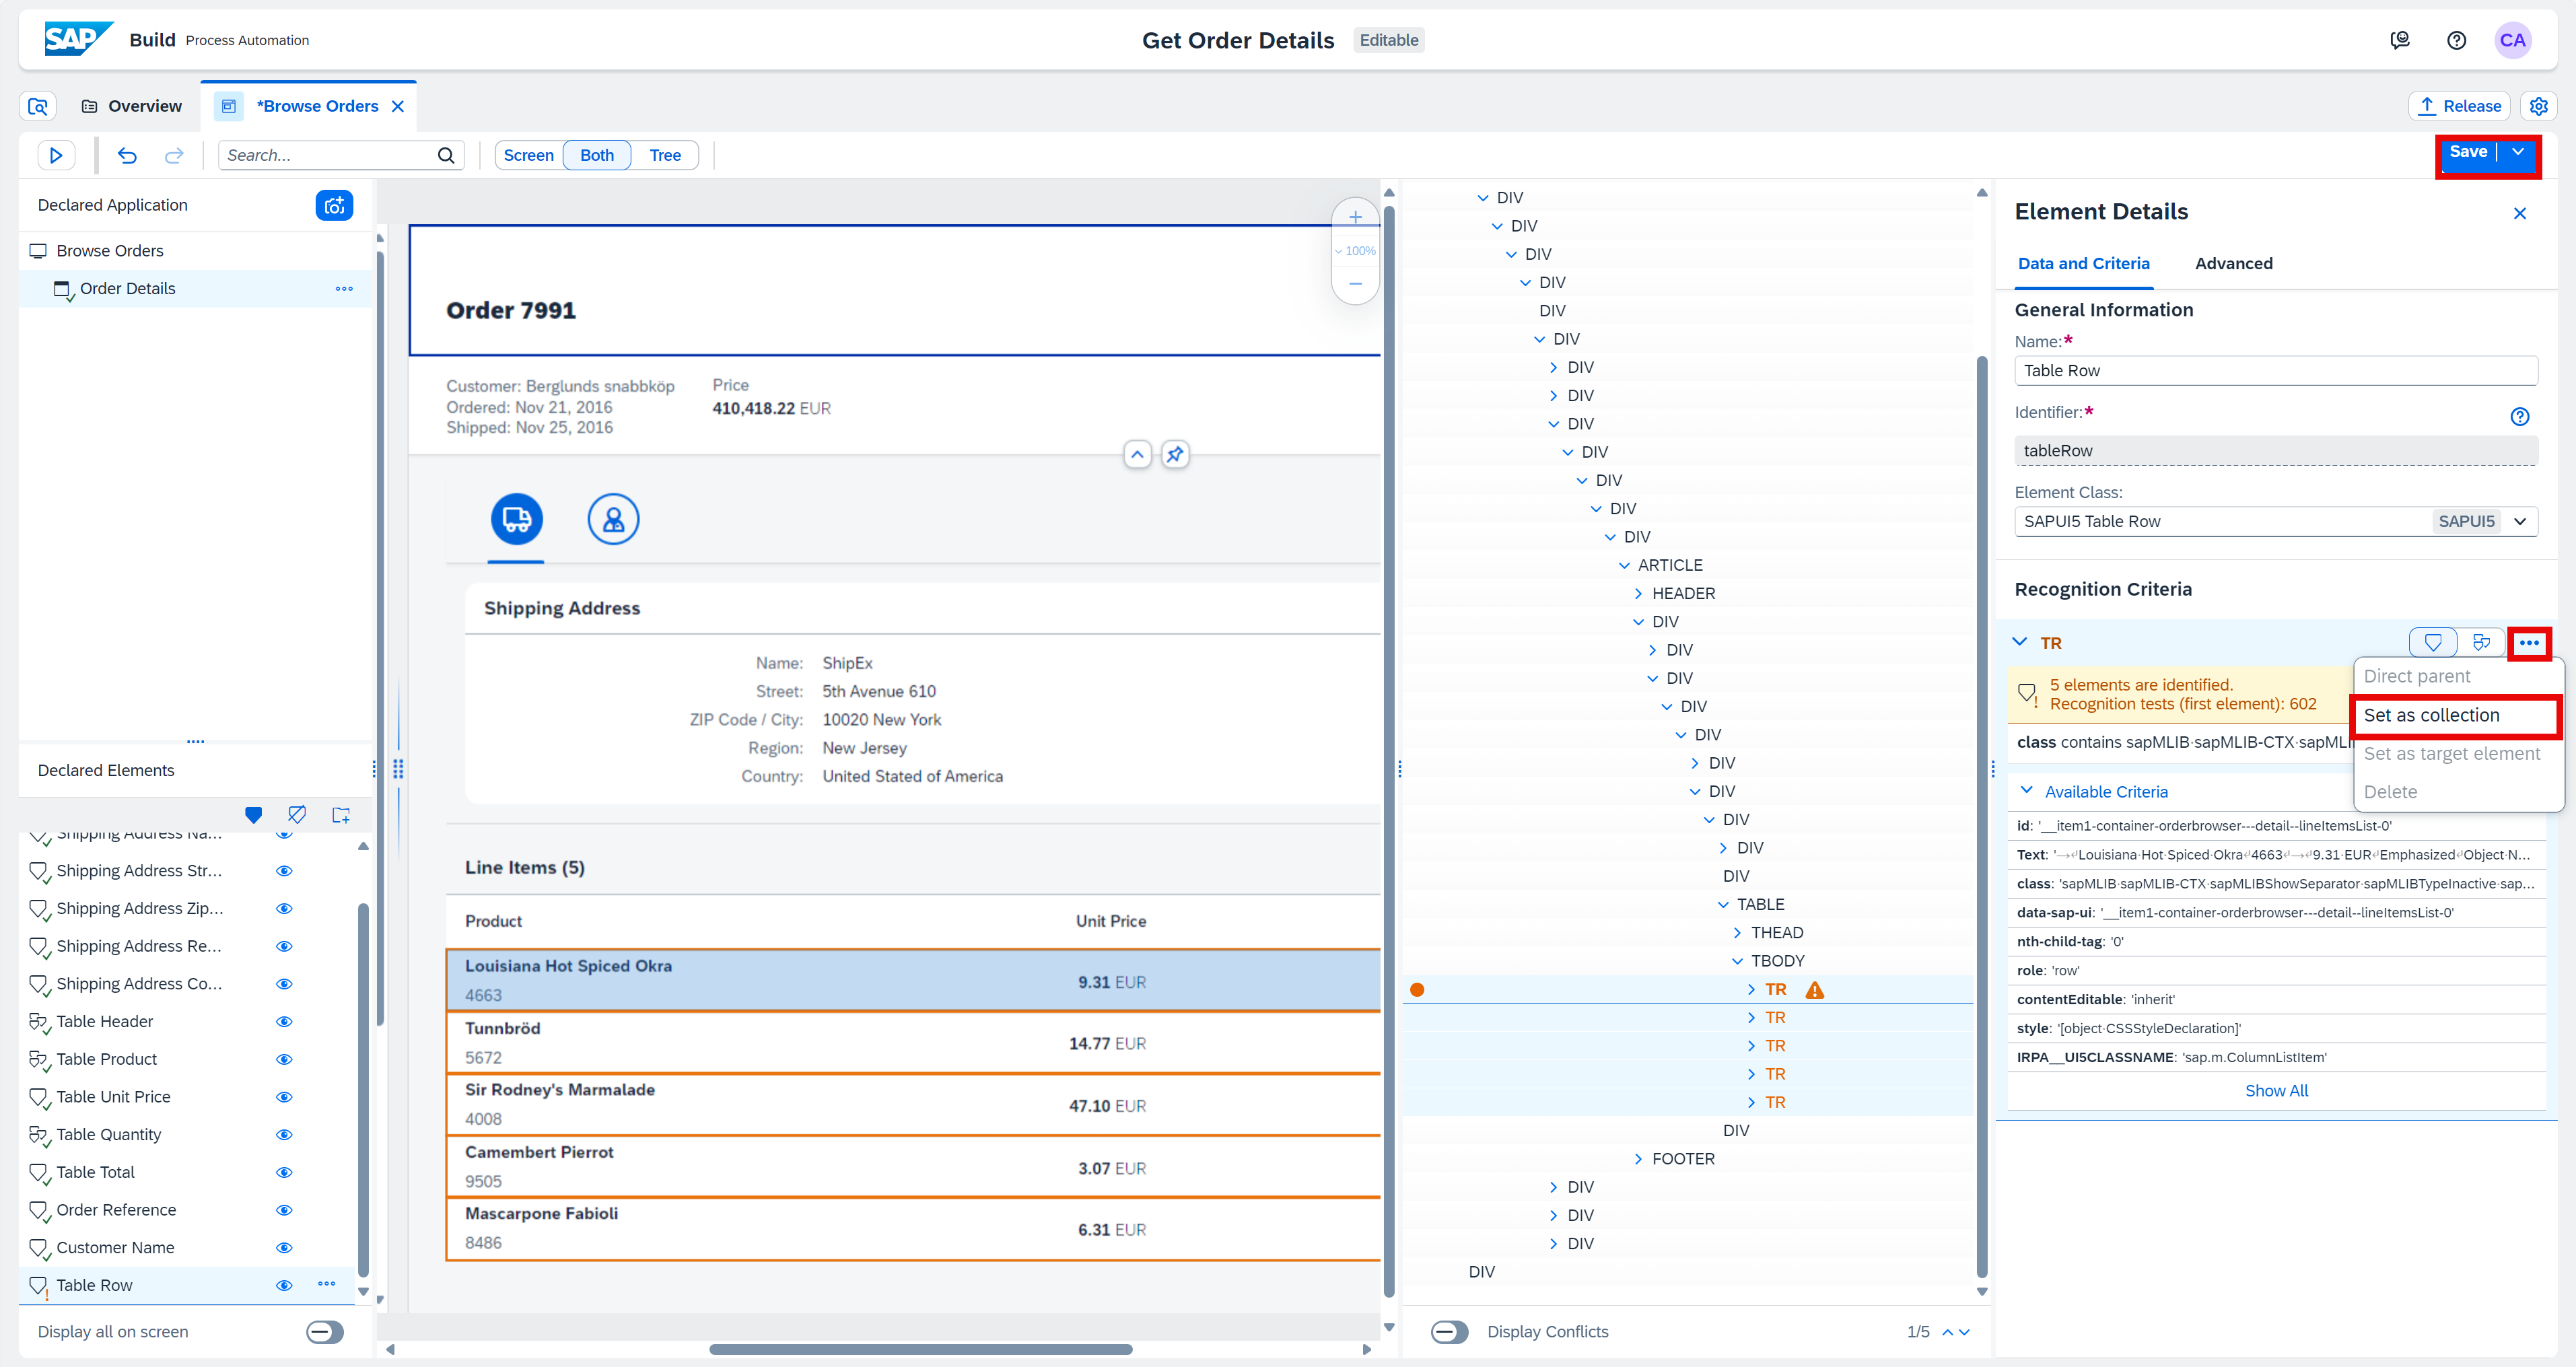 SAP Build Process Automation
Get Order Details Editable
CA
Overview
*Browse Orders
Release
Search...
Screen Both Tree
Save
Declared Application
Browse Orders
Order Details
Declared Elements
Shipping Address Na...
Shipping Address Str...
Shipping Address Zip...
Shipping Address Re...
Shipping Address Co...
Table Header
Table Product
Table Unit Price
Table Quantity
Table Total
Order Reference
Customer Name
Table Row
Display all on screen
100%
Order 7991
Customer: Berglunds snabbköp
Ordered: Nov 21, 2016
Shipped: Nov 25, 2016
Price
410,418.22 EUR
Shipping Address
Name: ShipEx
Street: 5th Avenue 610
ZIP Code / City: 10020 New York
Region: New Jersey
Country: United Stated of America
Line Items (5)
Product Unit Price
Louisiana Hot Spiced Okra
4663
9.31 EUR
Tunnbröd
5672
14.77 EUR
Sir Rodney's Marmalade
4008
47.10 EUR
Camembert Pierrot
9505
3.07 EUR
Mascarpone Fabioli
8486
6.31 EUR
DIV
DIV
DIV
DIV
DIV
DIV
DIV
DIV
DIV
DIV
DIV
DIV
DIV
ARTICLE
HEADER
DIV
DIV
DIV
DIV
DIV
DIV
DIV
DIV
DIV
DIV
TABLE
THEAD
TBODY
TR
TR
TR
TR
TR
DIV
FOOTER
DIV
DIV
DIV
DIV
Display Conflicts
1/5
Element Details
Data and Criteria Advanced
General Information
Name:*
Table Row
Identifier:*
tableRow
Element Class:
SAPUI5 Table Row SAPUI5
Recognition Criteria
TR
5 elements are identified.
Recognition tests (first element): 602
Direct parent
Set as collection
Set as target element
Delete
class contains sapMLIB·sapMLIB-CTX·sapMLI
Available Criteria
id: '__item1-container-orderbrowser---detail--lineItemsList-0'
Text: '→↵Louisiana·Hot·Spiced·Okra↵4663↵→↵9.31·EUR↵Emphasized↵Object·N...
class: 'sapMLIB·sapMLIB-CTX·sapMLIBShowSeparator·sapMLIBTypeInactive·sap...
data-sap-ui: '__item1-container-orderbrowser---detail--lineItemsList-0'
nth-child-tag: '0'
role: 'row'
contentEditable: 'inherit'
style: '[object·CSSStyleDeclaration]'
IRPA__UI5CLASSNAME: 'sap.m.ColumnListItem'
Show All